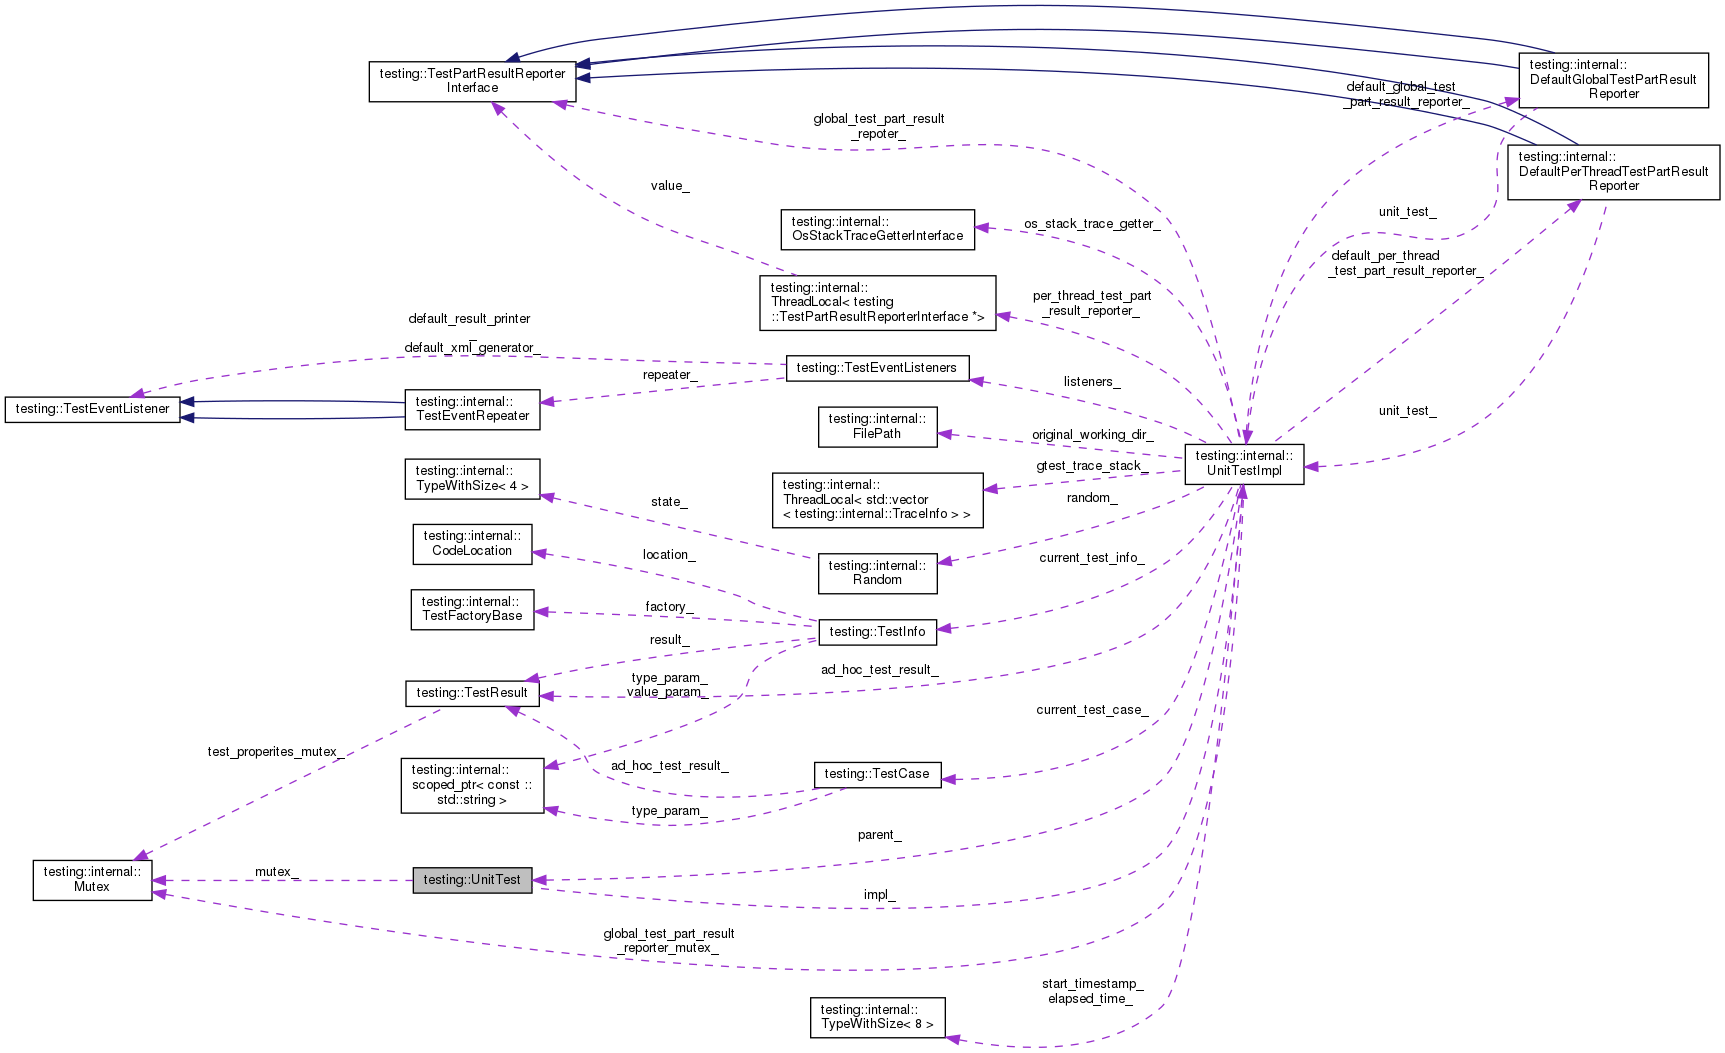 testing::internal::
DefaultGlobalTestPartResult
Reporter
testing::TestPartResultReporter
Interface
default_global_test
_part_result_reporter_
global_test_part_result
_repoter_
testing::internal::
DefaultPerThreadTestPartResult
Reporter
value_
testing::internal::
OsStackTraceGetterInterface
os_stack_trace_getter_
unit_test_
default_per_thread
_test_part_result_reporter_
testing::internal::
ThreadLocal< testing
::TestPartResultReporterInterface *>
per_thread_test_part
_result_reporter_
default_result_printer
_
default_xml_generator_
testing::TestEventListeners
repeater_
listeners_
testing::TestEventListener
testing::internal::
TestEventRepeater
testing::internal::
FilePath
original_working_dir_
unit_test_
testing::internal::
UnitTestImpl
testing::internal::
TypeWithSize< 4 >
testing::internal::
ThreadLocal< std::vector
< testing::internal::TraceInfo > >
gtest_trace_stack_
random_
state_
testing::internal::
CodeLocation
location_
testing::internal::
Random
current_test_info_
testing::internal::
TestFactoryBase
factory_
testing::TestInfo
result_
testing::TestResult
type_param_
value_param_
ad_hoc_test_result_
current_test_case_
test_properites_mutex_
testing::internal::
scoped_ptr< const ::
std::string >
ad_hoc_test_result_
testing::TestCase
type_param_
parent_
testing::internal::
Mutex
mutex_
testing::UnitTest
impl_
global_test_part_result
_reporter_mutex_
start_timestamp_
elapsed_time_
testing::internal::
TypeWithSize< 8 >